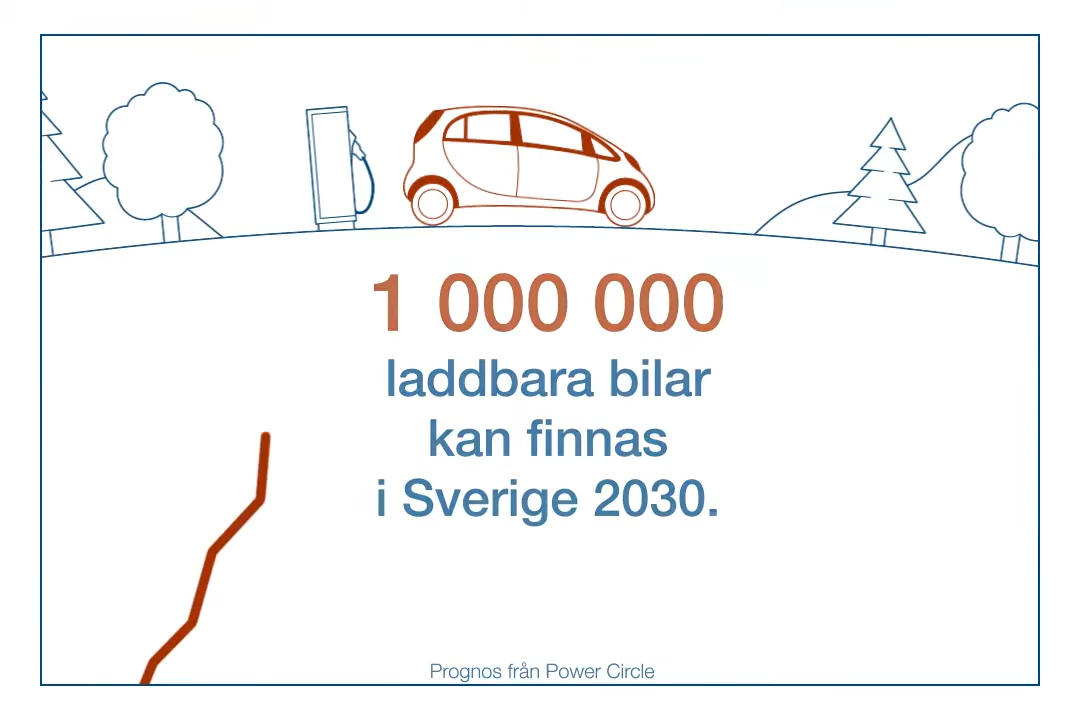 1 000 000
laddbara bilar
kan finnas
i Sverige 2030.
Prognos från Power Circle